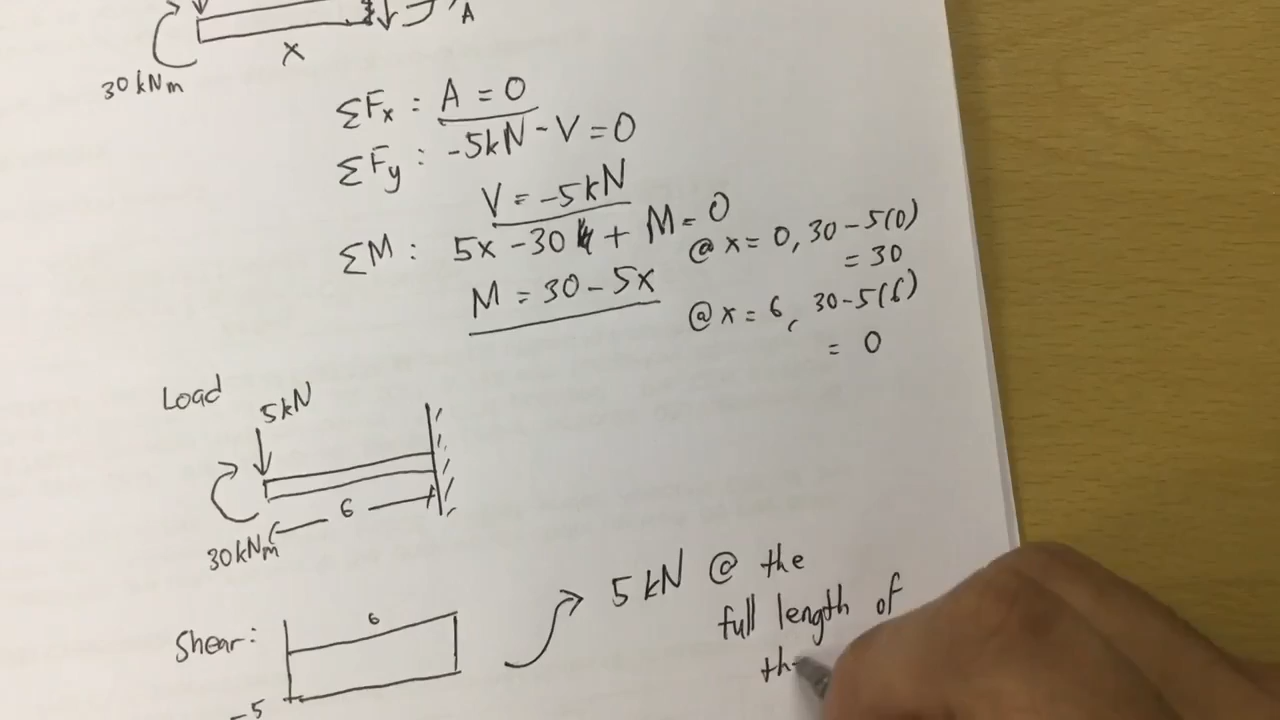 A
X
30 kNm
ΣFx : A = 0
ΣFy : -5kN - V = 0
V = -5kN
ΣM : 5x - 30 + M = 0
M = 30 - 5x
@ x = 0, 30 - 5(0)
= 30
@ x = 6, 30 - 5(6)
= 0
Load
5kN
6
30kNm
Shear:
6
-5
5 kN @ the
full length of